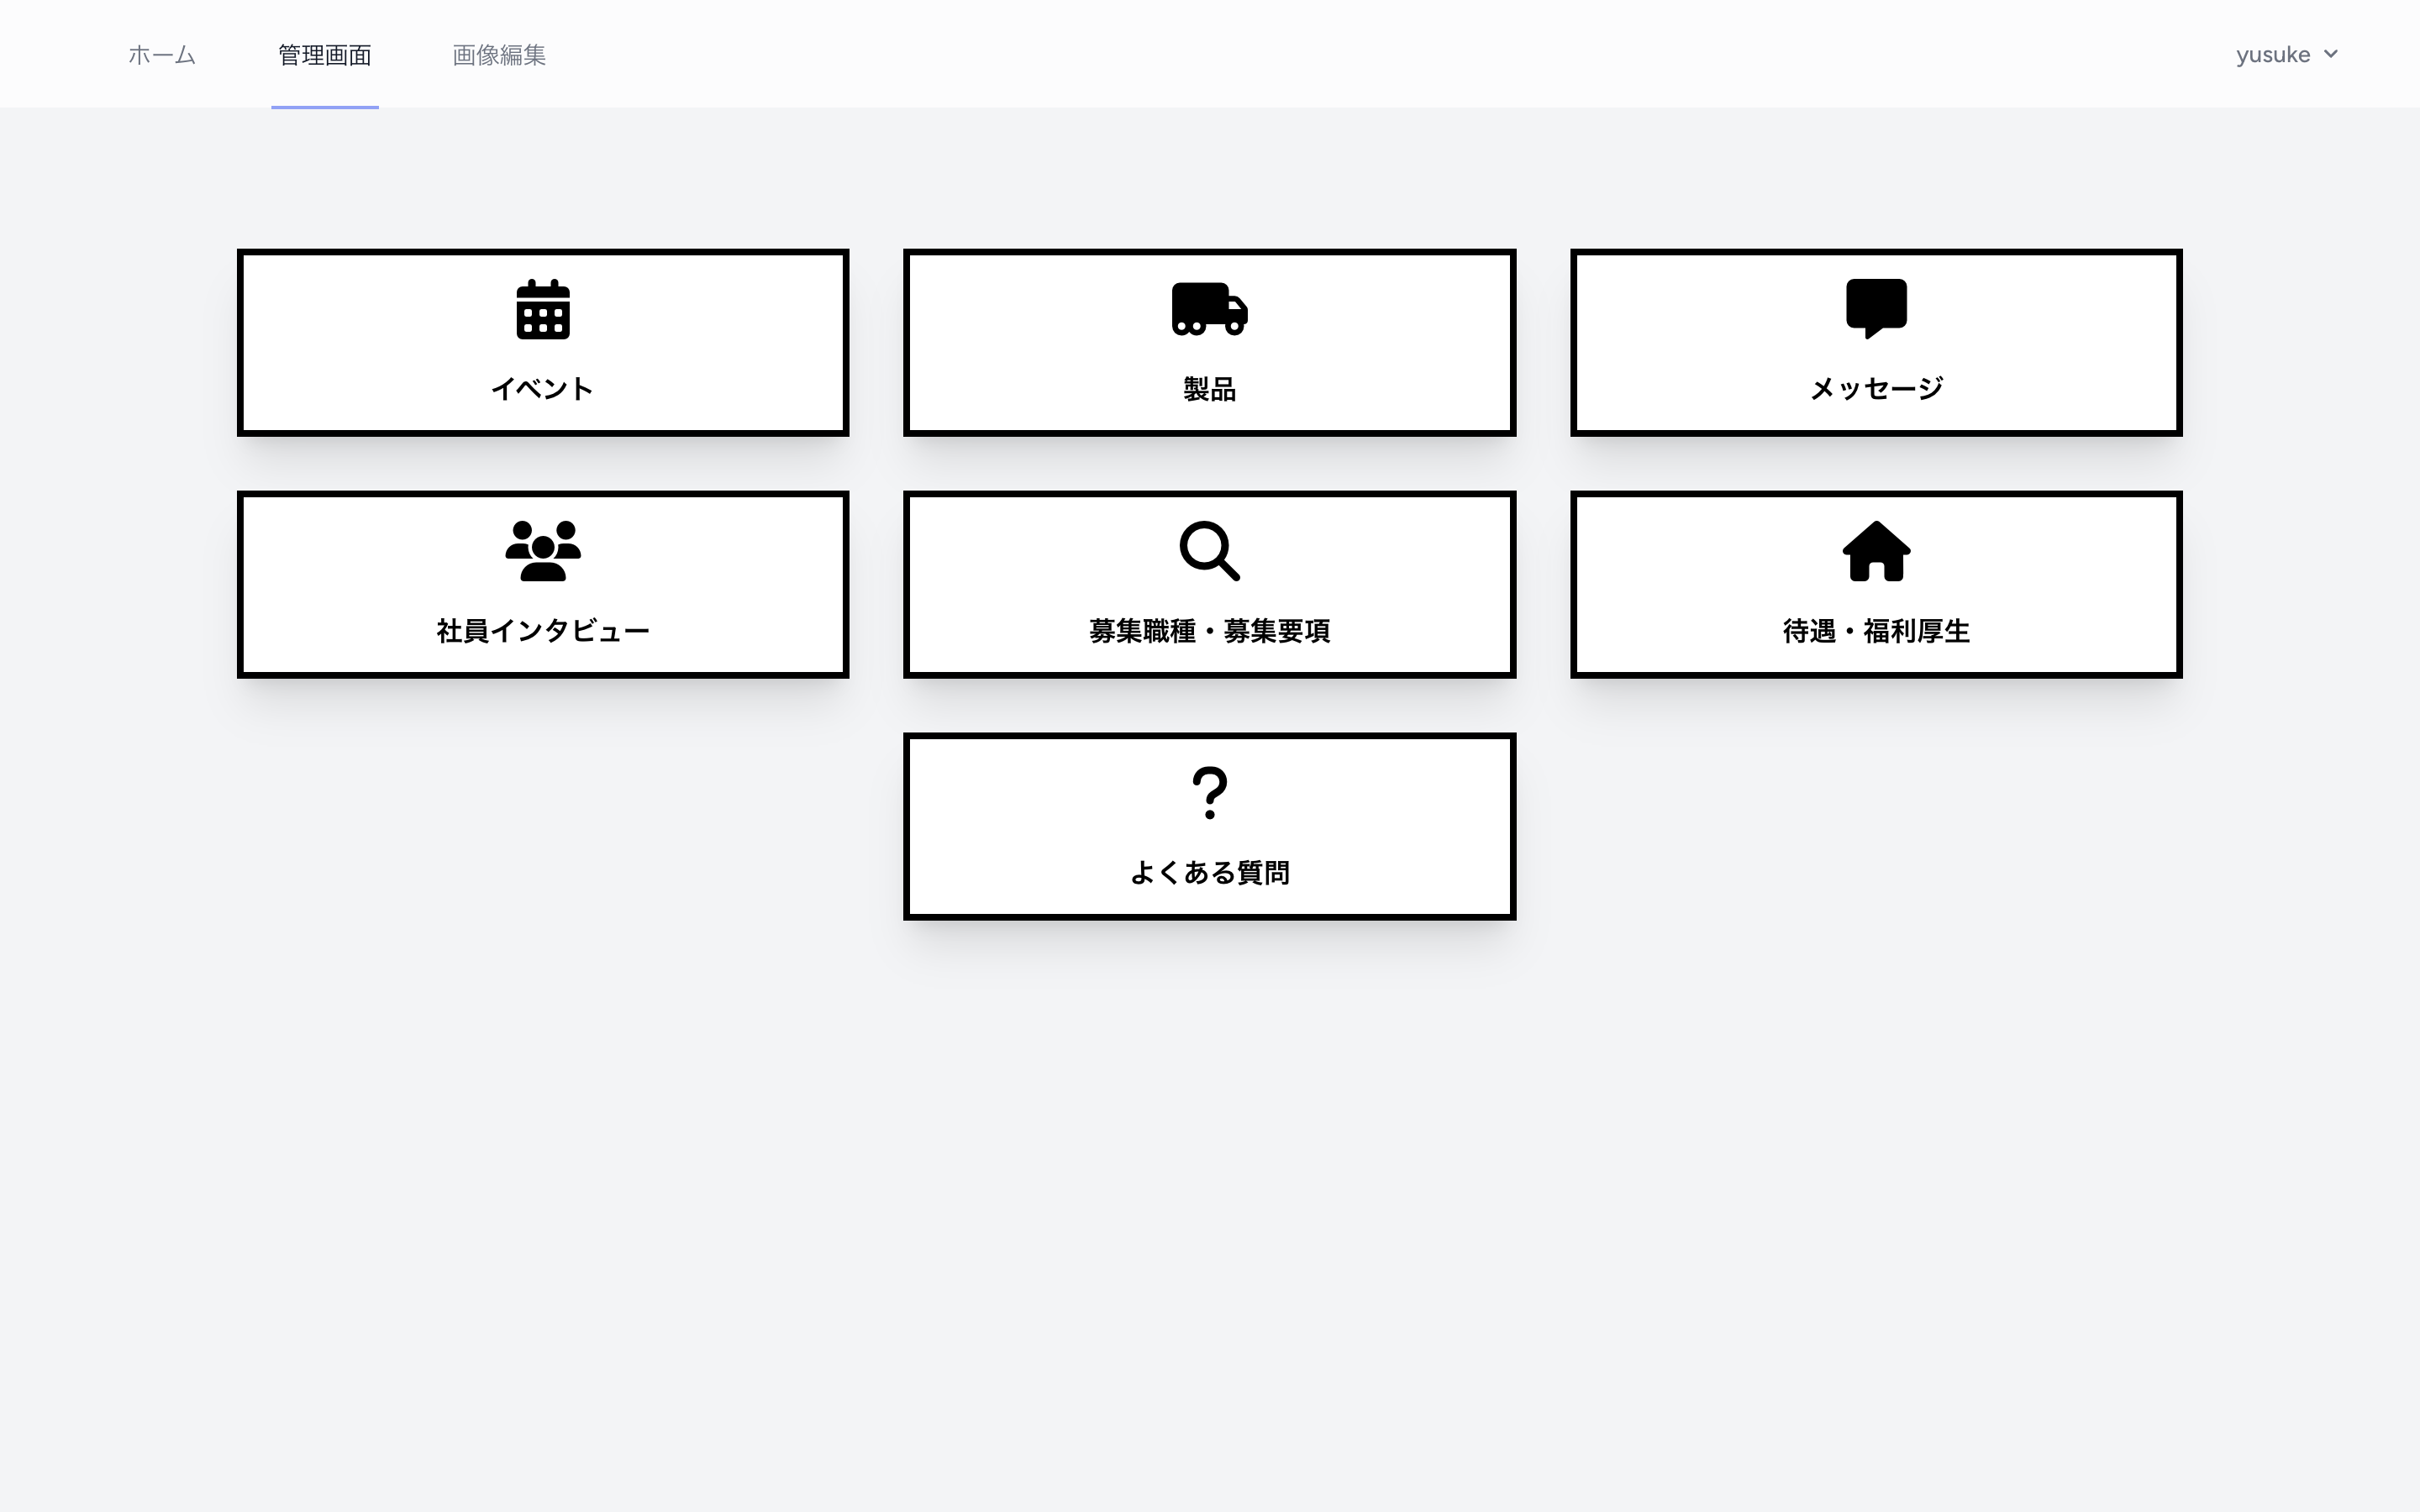 ホーム
管理画面
画像編集
yusuke
イベント
製品
メッセージ
社員インタビュー
募集職種・募集要項
待遇・福利厚生
よくある質問